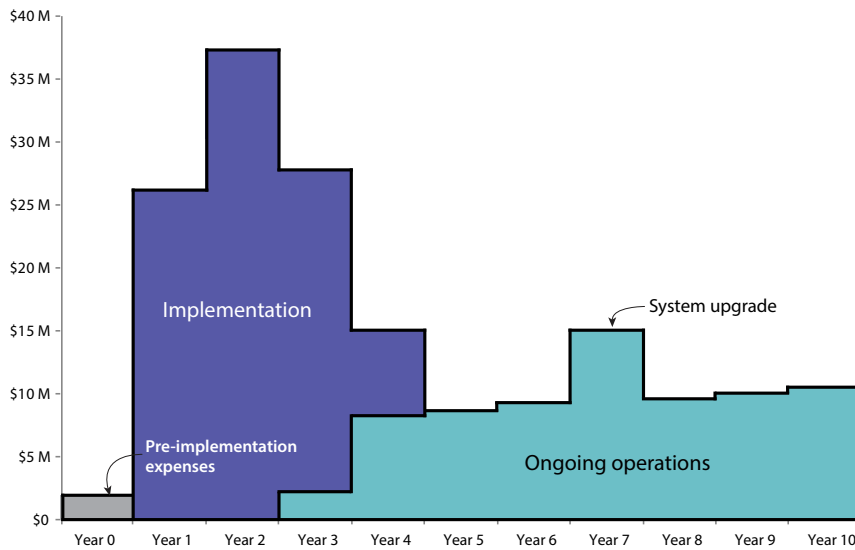 $40 M
$35 M
$30 M
$25 M
$20 M
$15 M
$10 M
$5 M
$0
Implementation
System upgrade
Pre-implementation
expenses
Ongoing operations
Year 0 Year 1 Year 2 Year 3 Year 4 Year 5 Year 6 Year 7 Year 8 Year 9 Year 10